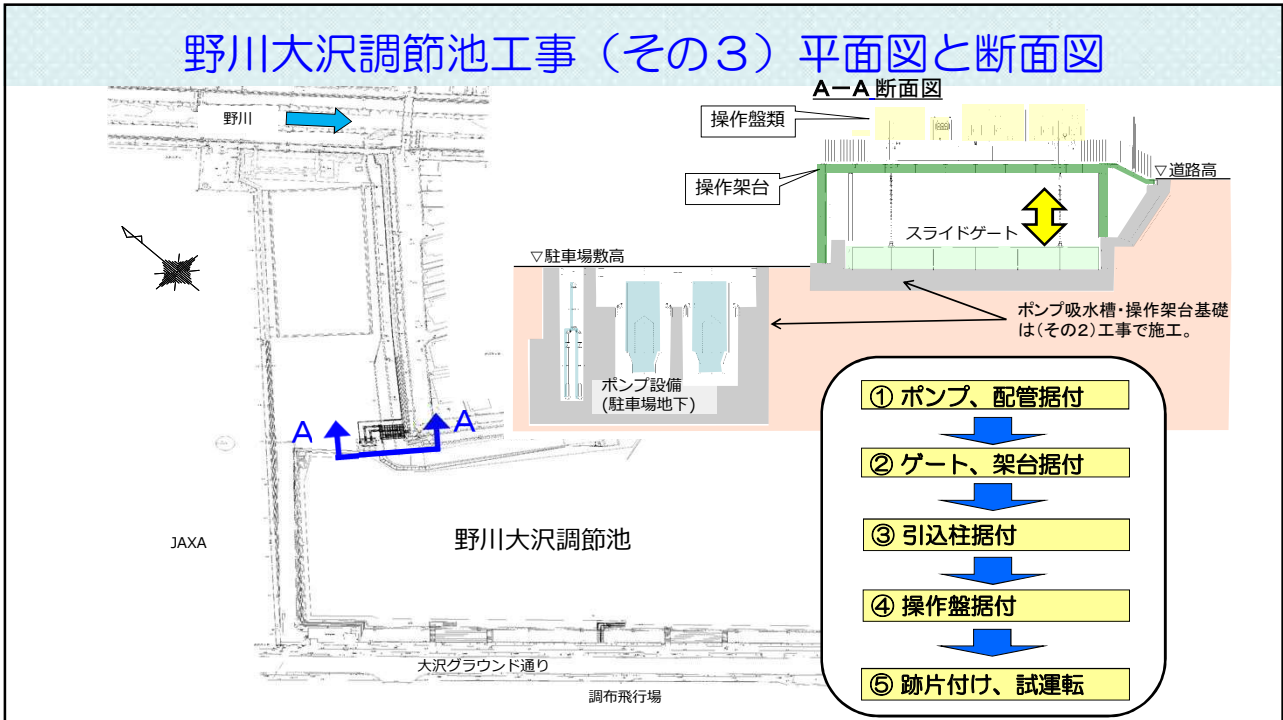 野川大沢調節池工事（その３）平面図と断面図
A－A 断面図
野川
操作盤類
操作架台
▽道路高
スライドゲート
▽駐車場敷高
ポンプ吸水槽・操作架台基礎
は(その2)工事で施工。
ポンプ設備
(駐車場地下)
A
A
JAXA
野川大沢調節池
大沢グラウンド通り
調布飛行場
① ポンプ、配管据付
② ゲート、架台据付
③ 引込柱据付
④ 操作盤据付
⑤ 跡片付け、試運転